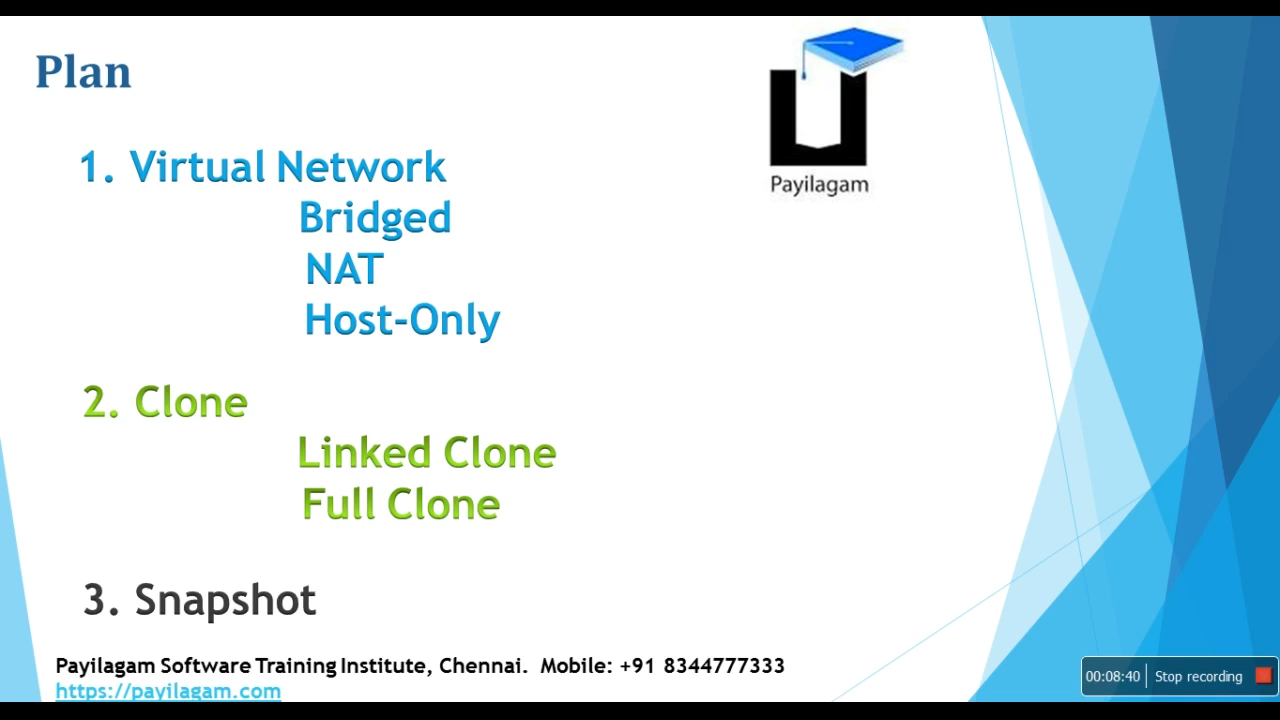 Plan
Payilagam
1. Virtual Network
Bridged
NAT
Host-Only
2. Clone
Linked Clone
Full Clone
3. Snapshot
Payilagam Software Training Institute, Chennai. Mobile: +91 8344777333
https://payilagam.com
00:08:40 Stop recording